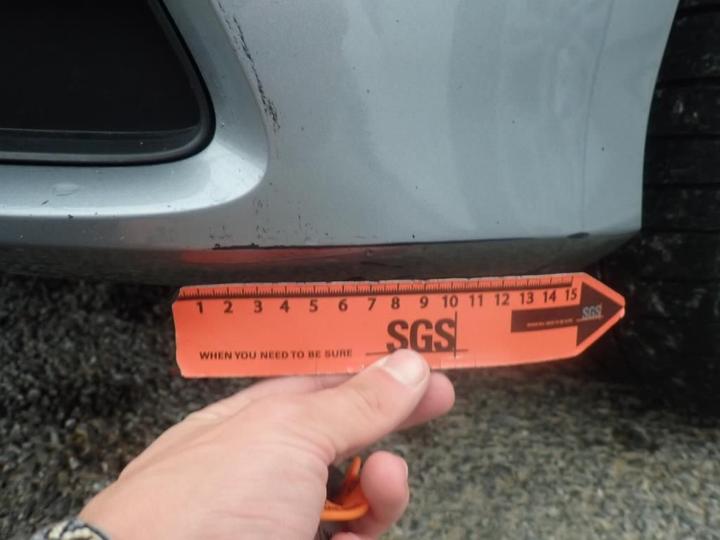 1 2 3 4 5 6 7 8 9 10 11 12 13 14 15
SGS
SGS
WHEN YOU NEED TO BE SURE